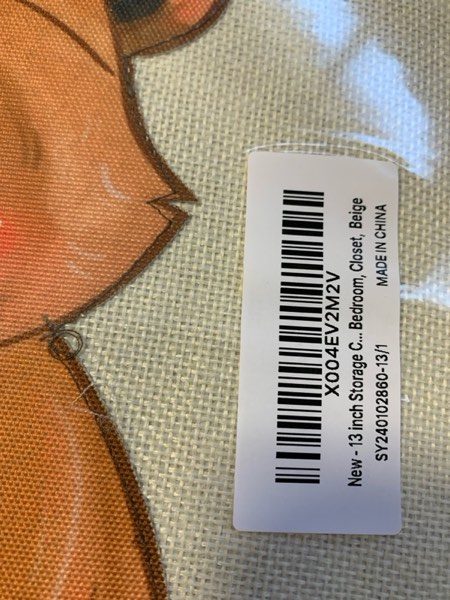 X004EV2M2V
New - 13 inch Storage C... Bedroom, Closet, Beige
SY240102860-13/1 MADE IN CHINA